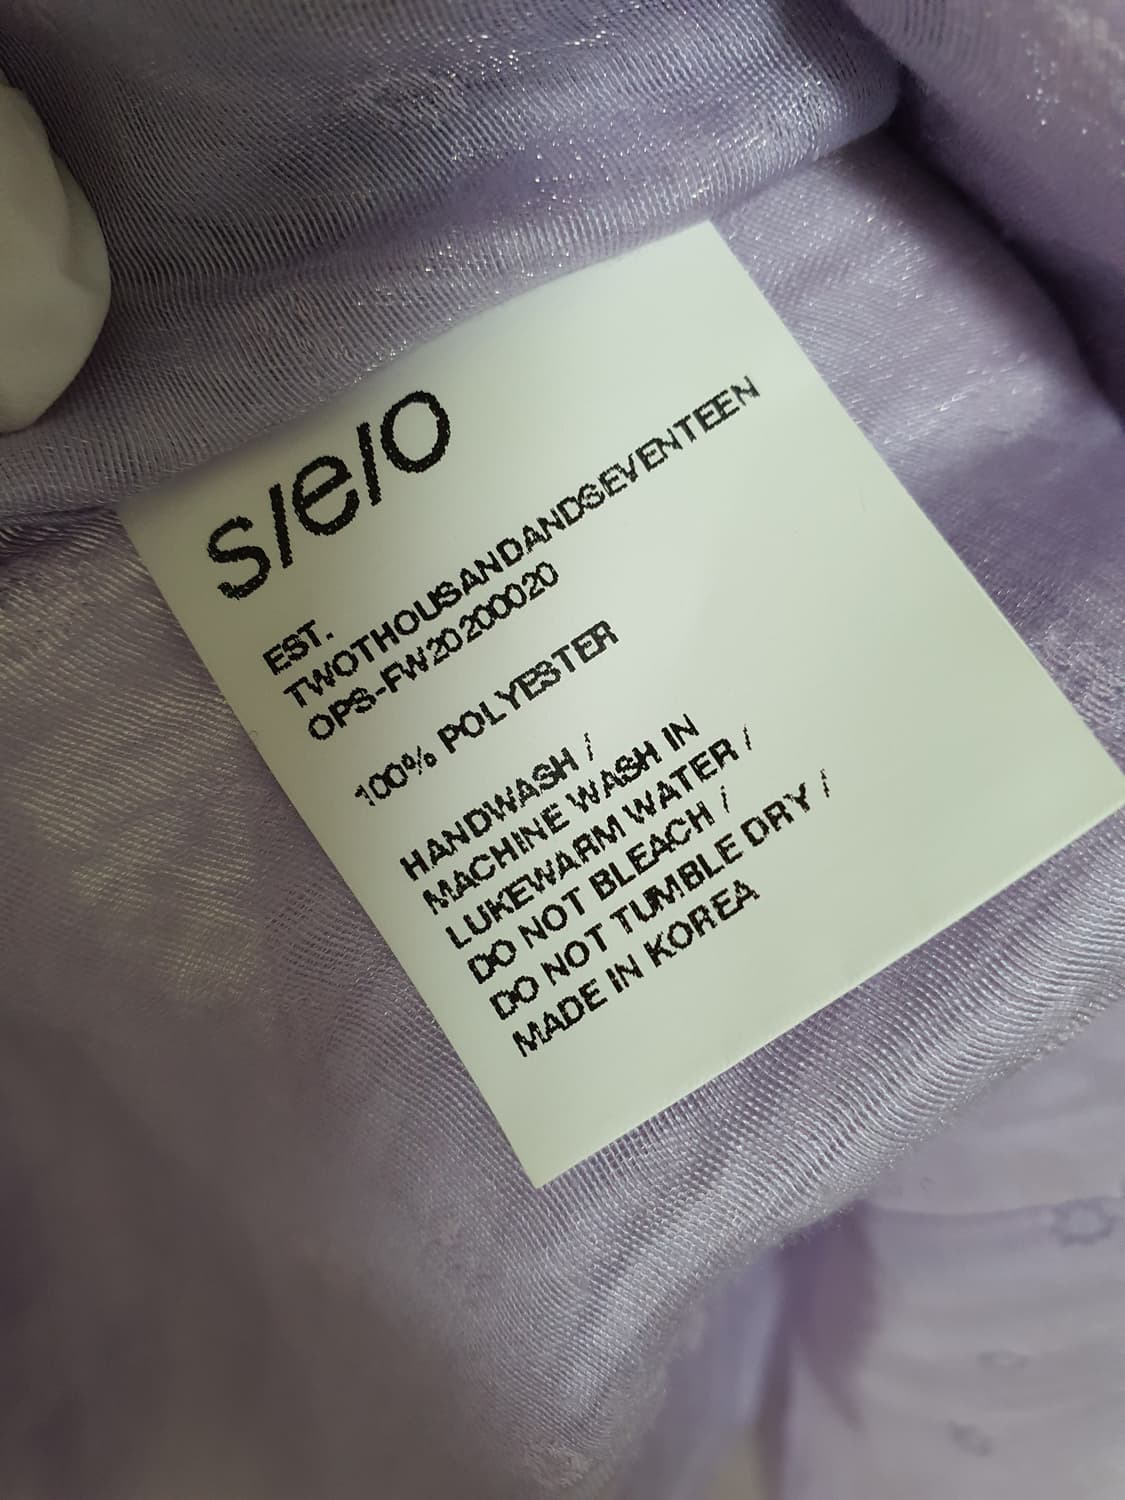 s/e/o
EST.
TWOTHOUSANDANDSEVENTEEN
OPS-FW20200020
100% POLYESTER
HANDWASH /
MACHINE WASH IN
LUKEWARM WATER /
DO NOT BLEACH /
DO NOT TUMBLE DRY /
MADE IN KOREA